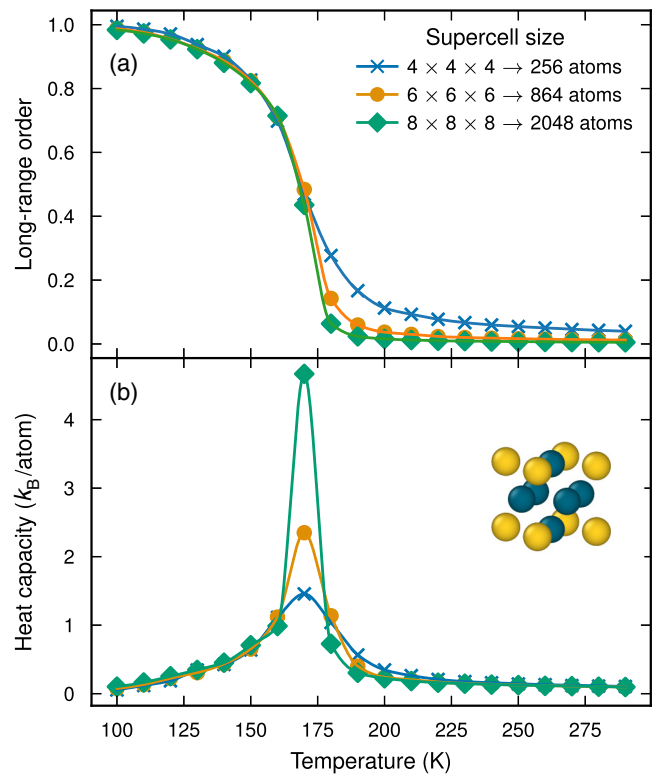 1.0
0.8
0.6
0.4
0.2
0.0
Long-range order
(a)
Supercell size
4 × 4 × 4 → 256 atoms
6 × 6 × 6 → 864 atoms
8 × 8 × 8 → 2048 atoms
(b)
4
3
2
1
0
Heat capacity (k_B/atom)
100 125 150 175 200 225 250 275
Temperature (K)